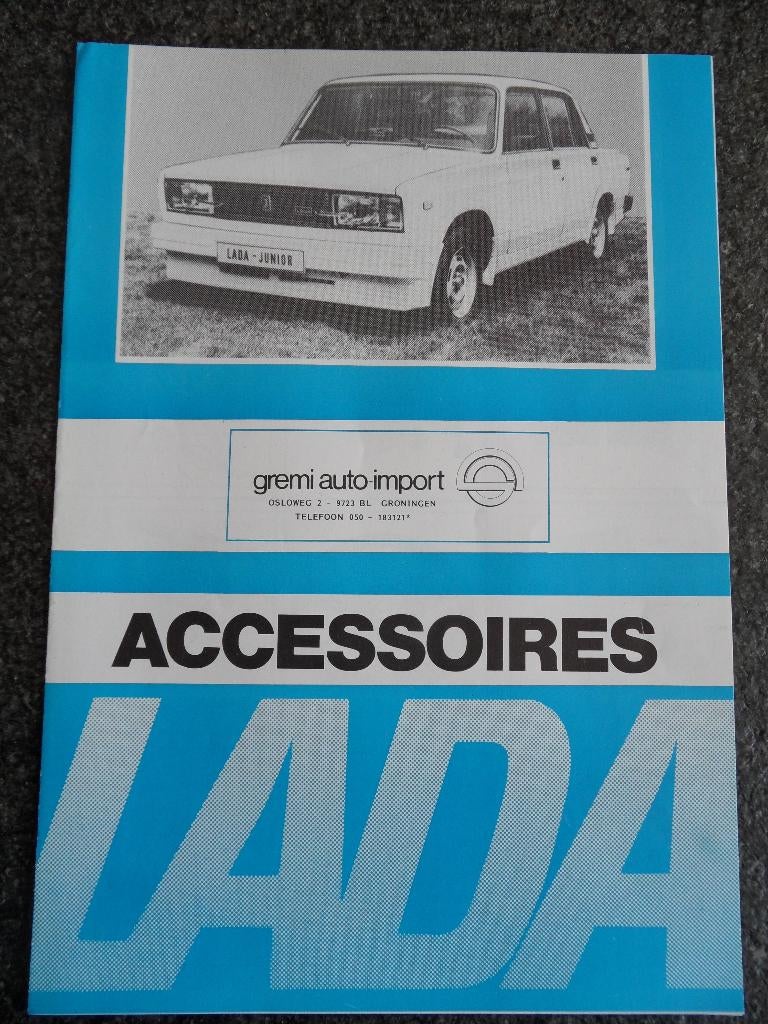 LADA - JUNIOR
gremi auto-import
OSLOWEG 2 - 9723 BL GRONINGEN
TELEFOON 050 - 183121*
ACCESSOIRES
LADA